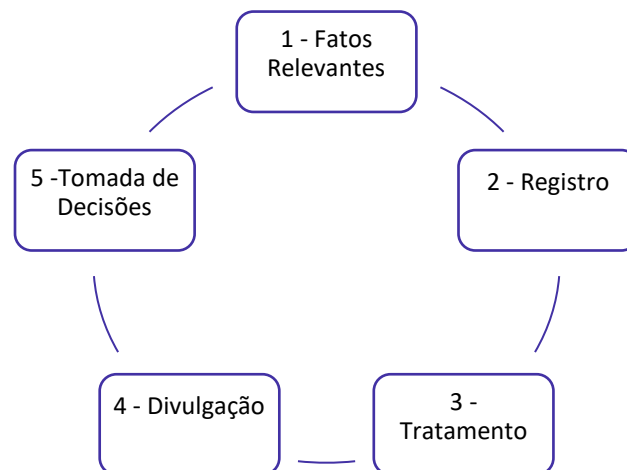 1 - Fatos
Relevantes
2 - Registro
3 -
Tratamento
4 - Divulgação
5 -Tomada de
Decisões